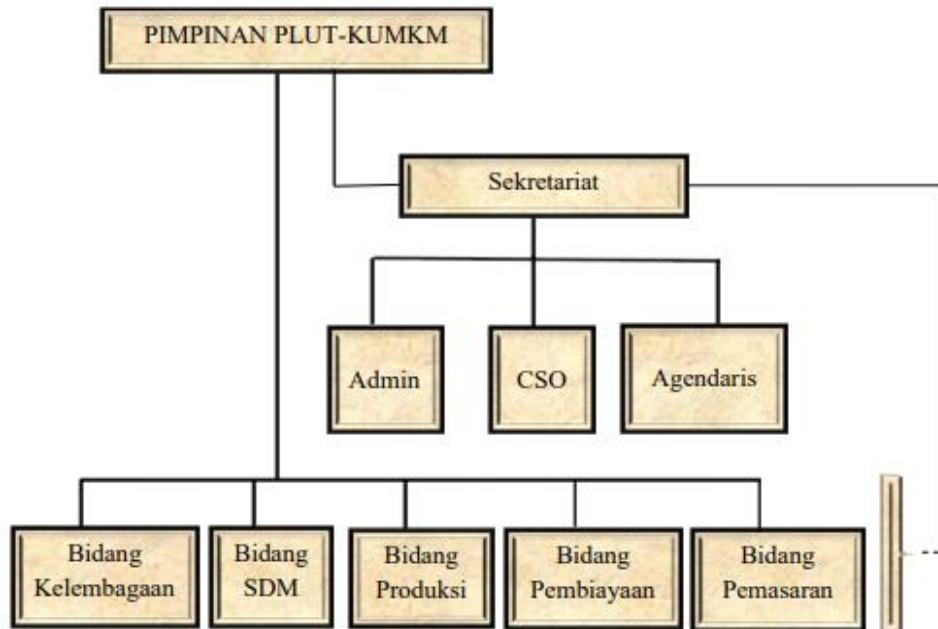 PIMPINAN PLUT-KUMKM
Sekretariat
Admin
CSO
Agendaris
Bidang
Kelembagaan
Bidang
SDM
Bidang
Produksi
Bidang
Pembiayaan
Bidang
Pemasaran